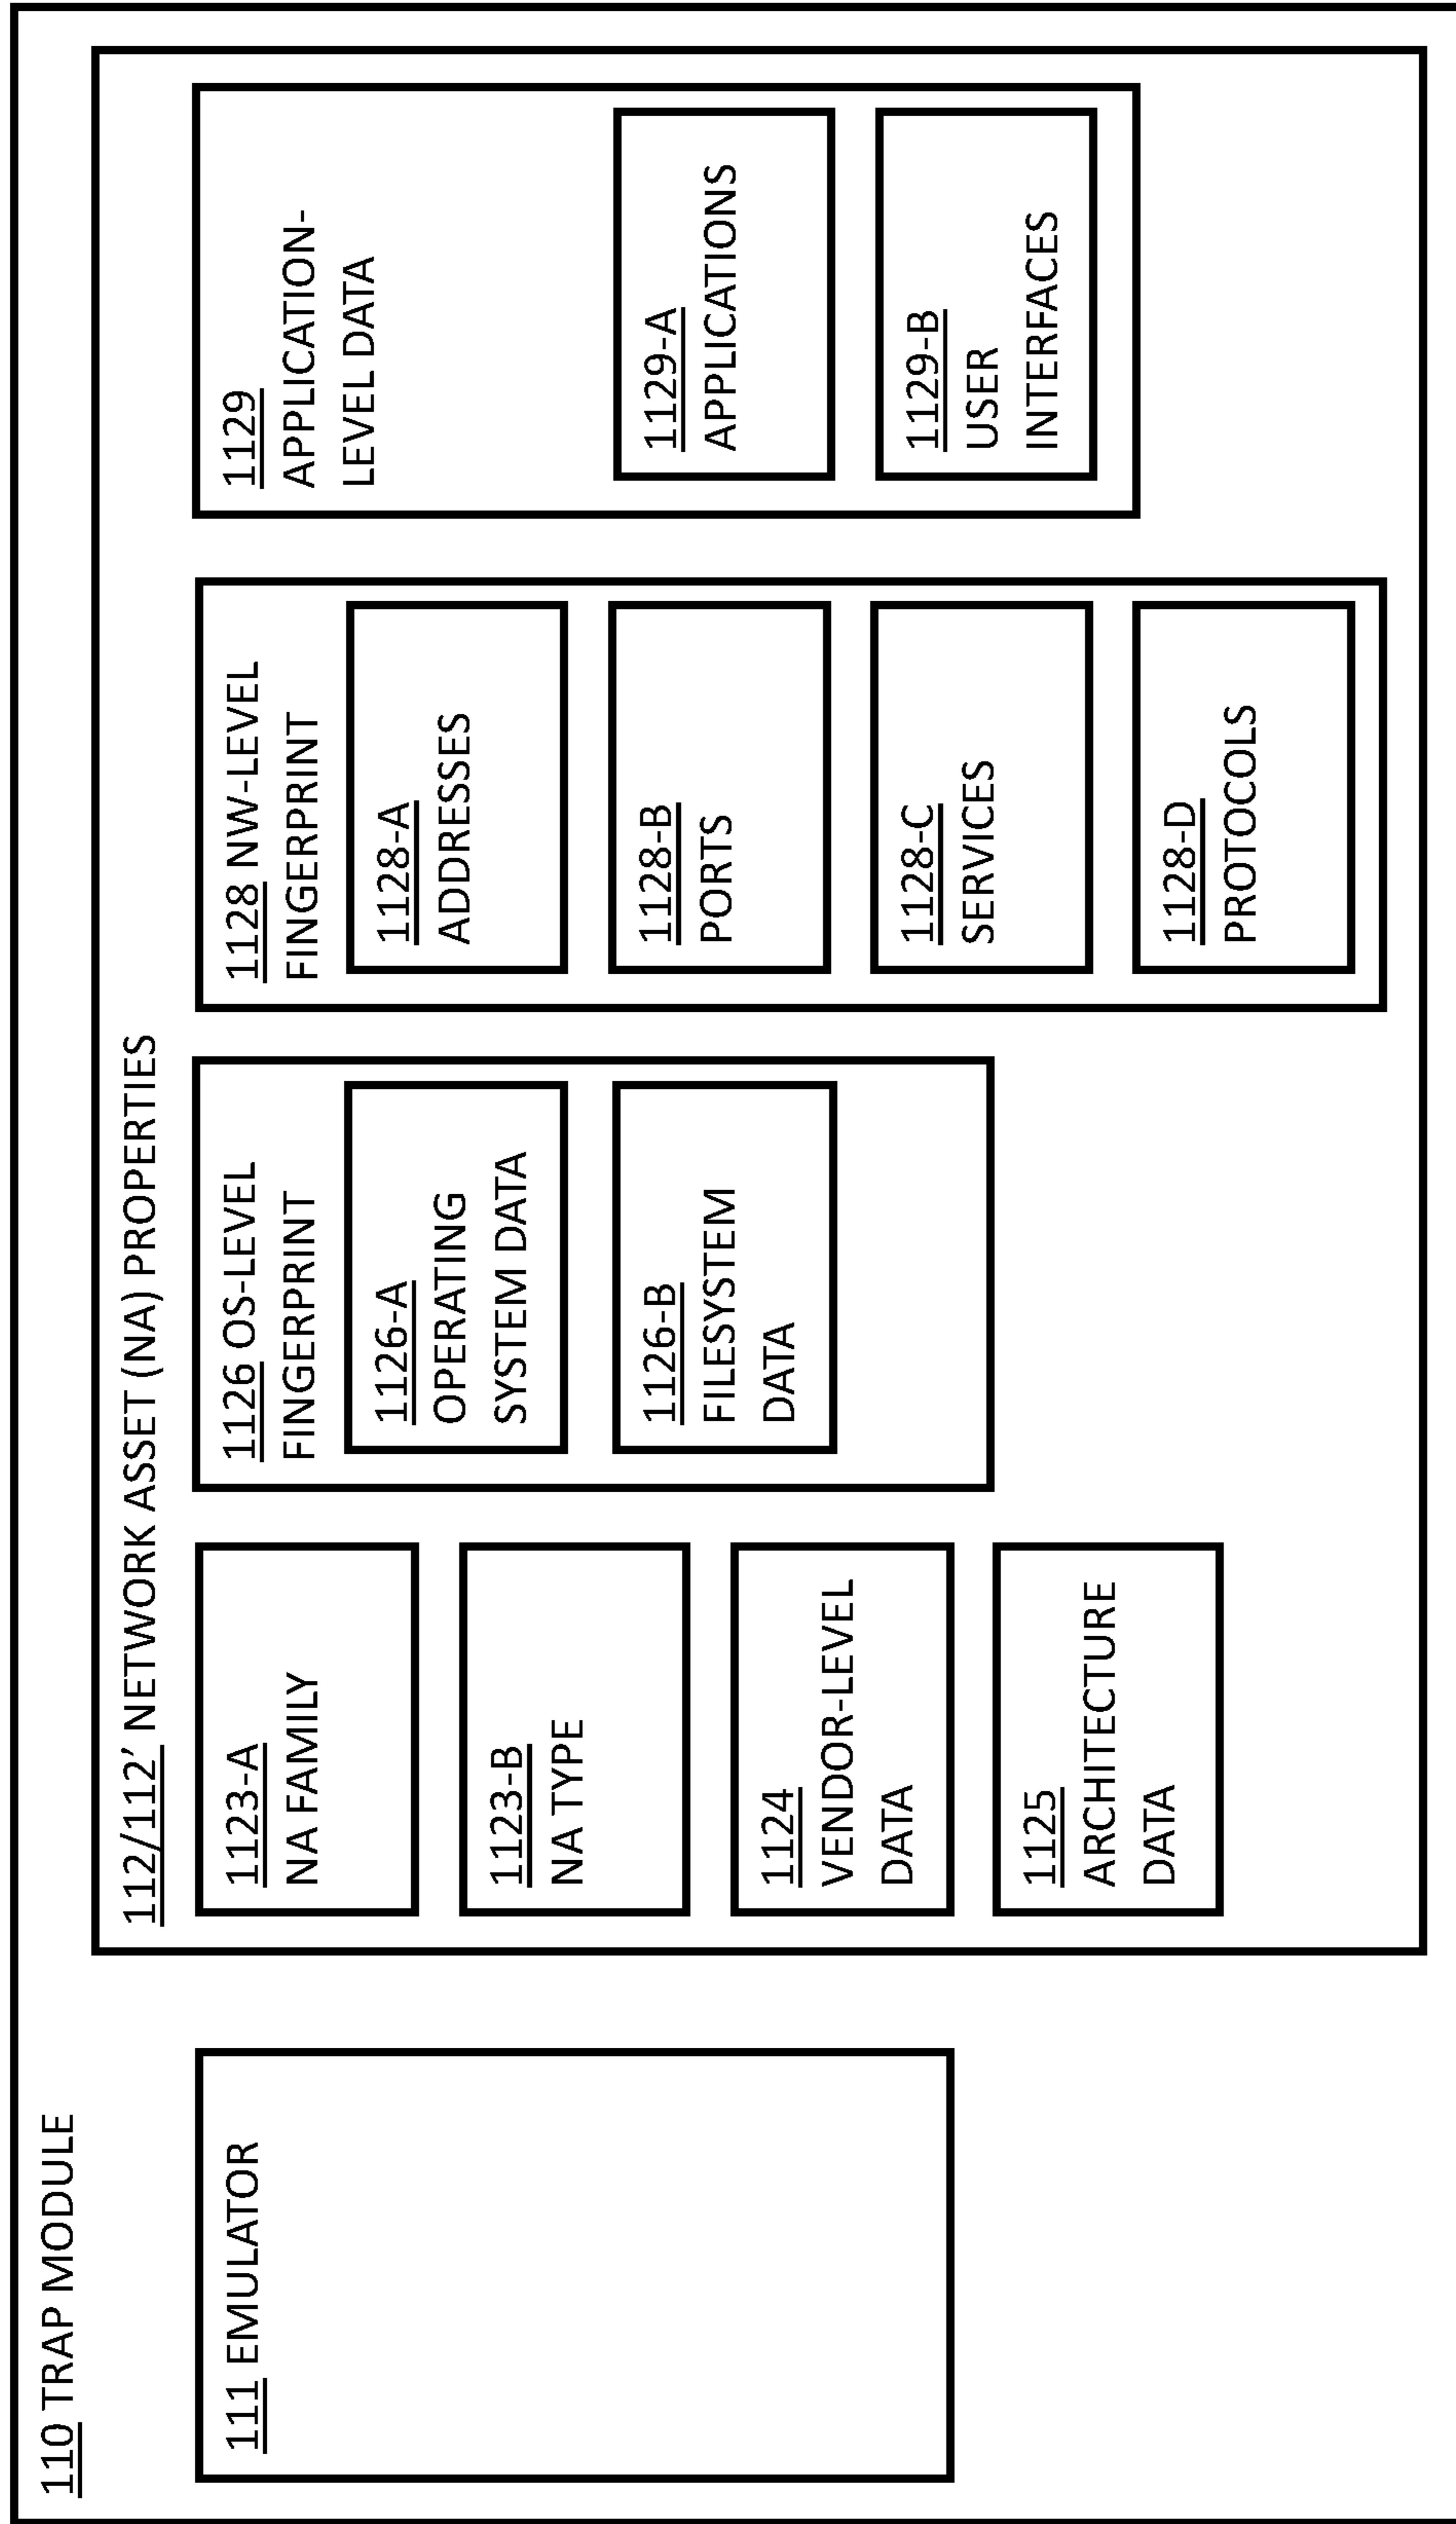 110 TRAP MODULE
111 EMULATOR
112/112’ NETWORK ASSET (NA) PROPERTIES
1123-A
NA FAMILY
1123-B
NA TYPE
1124
VENDOR-LEVEL
DATA
1125
ARCHITECTURE
DATA
1126 OS-LEVEL
FINGERPRINT
1126-A
OPERATING
SYSTEM DATA
1126-B
FILESYSTEM
DATA
1128 NW-LEVEL
FINGERPRINT
1128-A
ADDRESSES
1128-B
PORTS
1128-C
SERVICES
1128-D
PROTOCOLS
1129
APPLICATION-
LEVEL DATA
1129-A
APPLICATIONS
1129-B
USER
INTERFACES